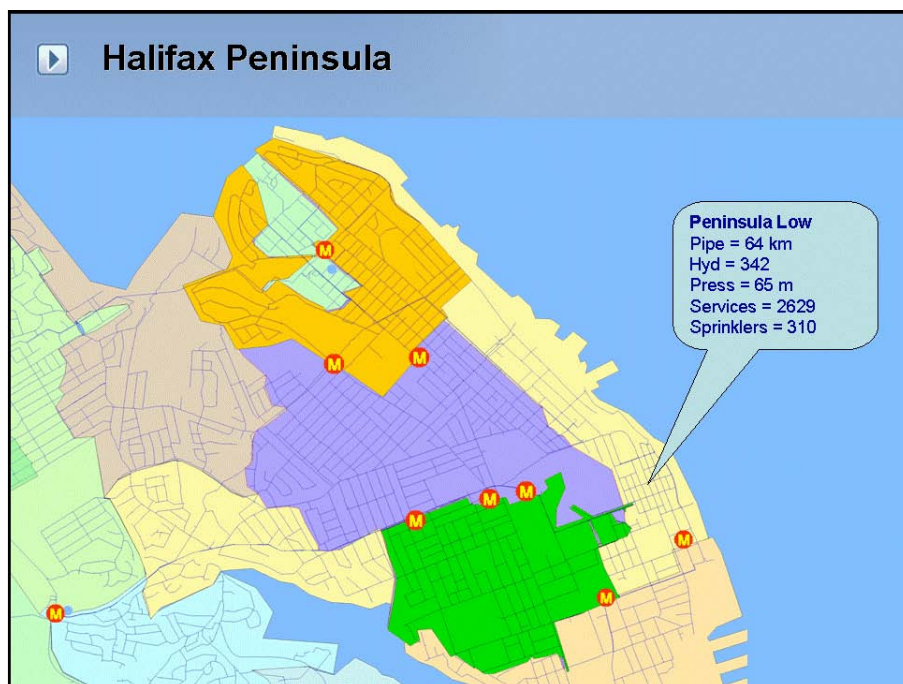 Halifax Peninsula
Peninsula Low
Pipe = 64 km
Hyd = 342
Press = 65 m
Services = 2629
Sprinklers = 310
M
M
M
M
M
M
M
M
M